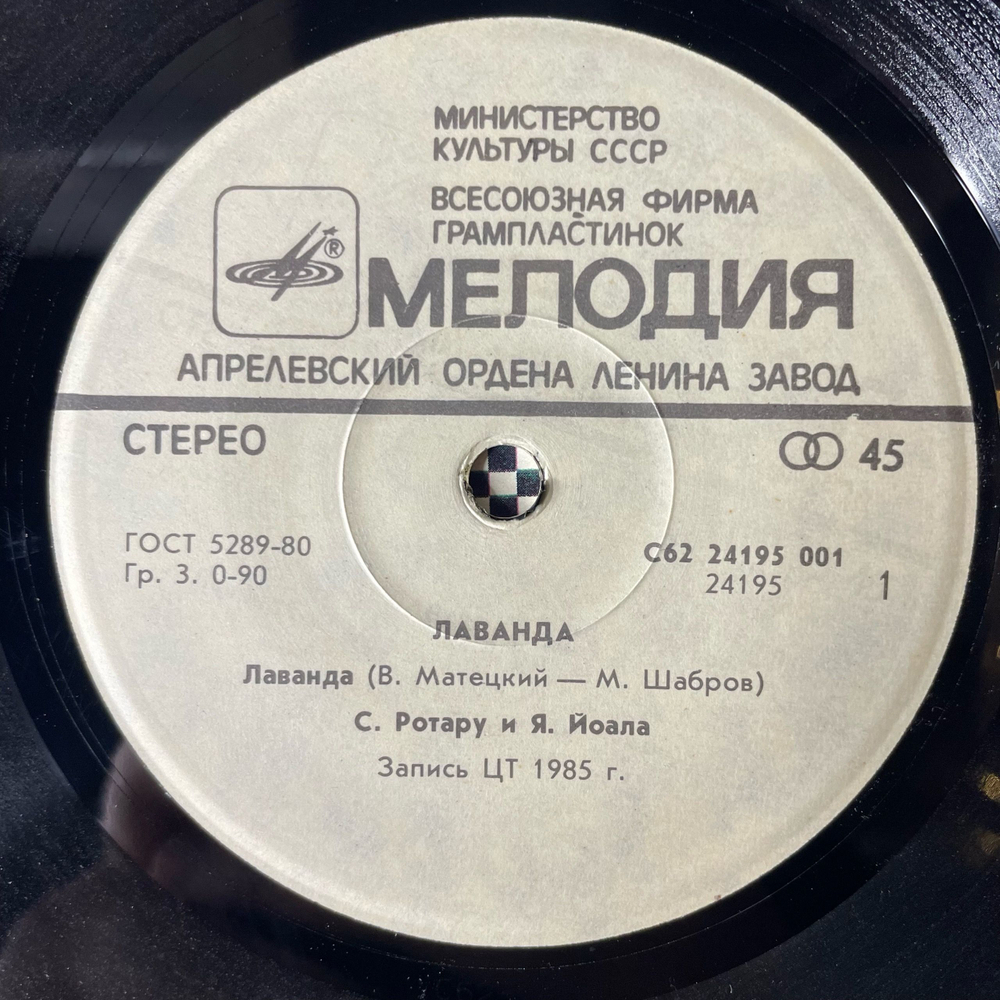 МИНИСТЕРСТВО
КУЛЬТУРЫ СССР
ВСЕСОЮЗНАЯ ФИРМА
ГРАМПЛАСТИНОК
®
МЕЛОДИЯ
АПРЕЛЕВСКИЙ ОРДЕНА ЛЕНИНА ЗАВОД
СТЕРЕО
45
ГОСТ 5289-80
Гр. 3. 0-90
С62 24195 001
24195
1
ЛАВАНДА
Лаванда (В. Матецкий — М. Шабров)
С. Ротару и Я. Йоала
Запись ЦТ 1985 г.